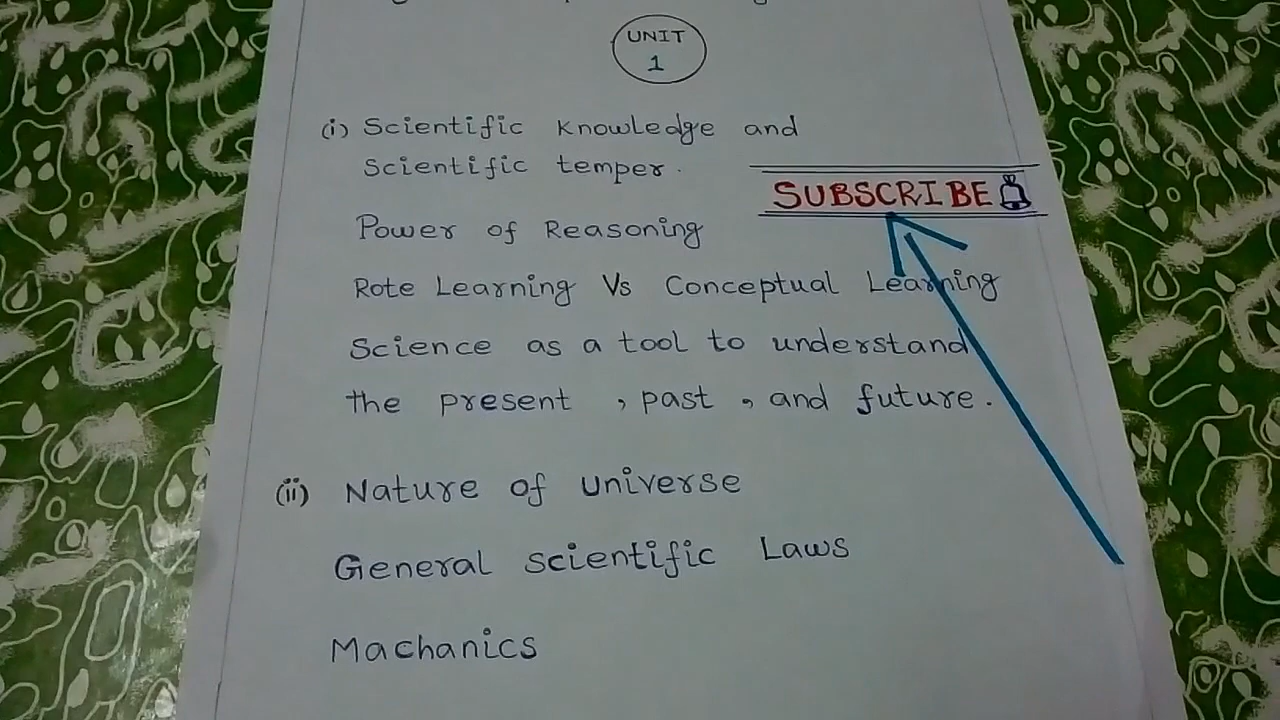 UNIT
1
(i) Scientific Knowledge and
Scientific temper.
SUBSCRIBE
Power of Reasoning
Rote Learning Vs Conceptual Learning
Science as a tool to understand
the present , past , and future.
(ii) Nature of universe
General scientific Laws
Machanics